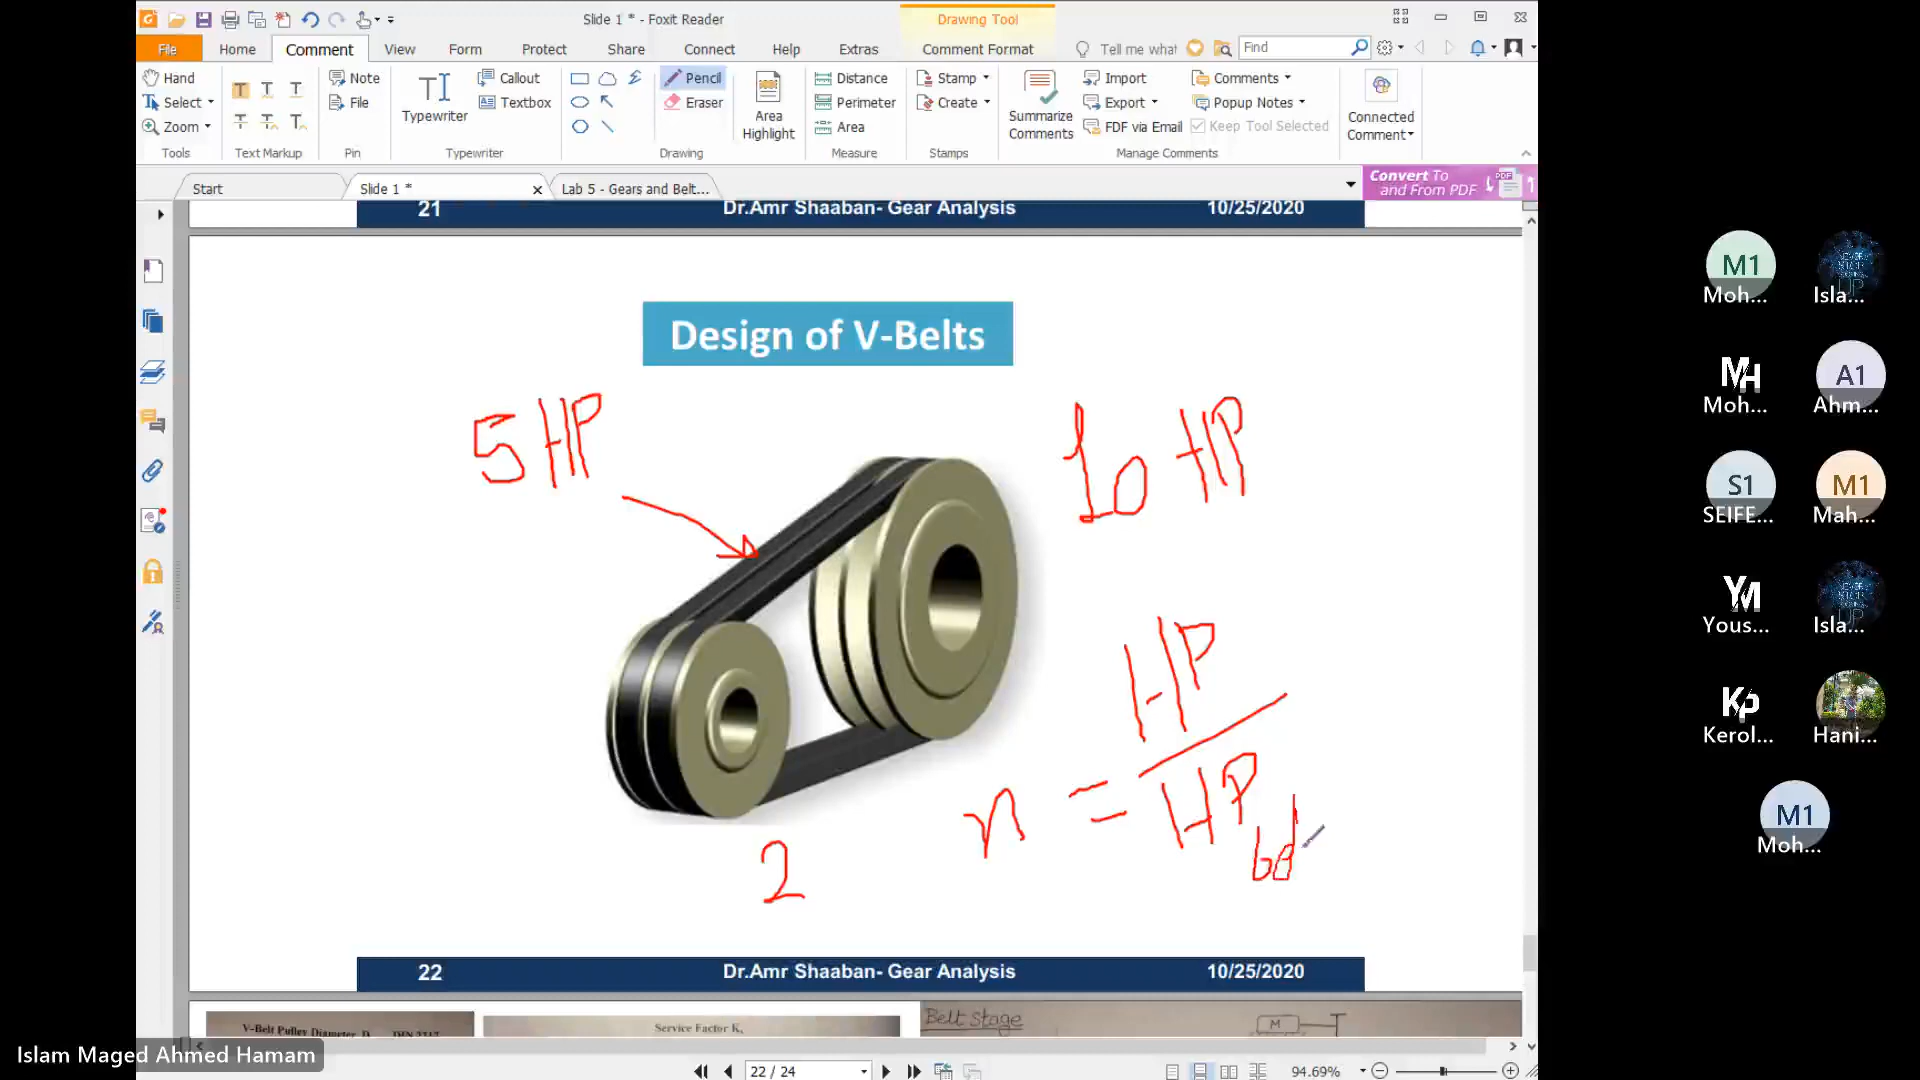 Slide 1 * - Foxit Reader
Drawing Tool
File Home Comment View Form Protect Share Connect Help Extras Comment Format Tell me what Find
Hand
Select
Zoom
Tools
Text Markup
Note
File
Pin
Typewriter
Callout
Textbox
Typewriter
Pencil
Eraser
Drawing
Area Highlight
Distance
Perimeter
Area
Measure
Stamp
Create
Stamps
Summarize Comments
Import
Export
FDF via Email
Comments
Popup Notes
Keep Tool Selected
Manage Comments
Connected Comment
Start
Slide 1 *
Lab 5 - Gears and Belt...
Convert To
and From PDF
PDF
21 Dr.Amr Shaaban- Gear Analysis 10/25/2020
Design of V-Belts
5 HP
10 HP
HP
n =
HP
2
22 Dr.Amr Shaaban- Gear Analysis 10/25/2020
V-Belt Pulley Diameter
Service Factor K,
Belt Stage
M
22 / 24
94.69%
Islam Maged Ahmed Hamam
M1
Moh...
Isla...
MH
Moh...
A1
Ahm...
S1
SEIFE...
M1
Mah...
YM
Yous...
Isla...
KP
Kerol...
Hani...
M1
Moh...